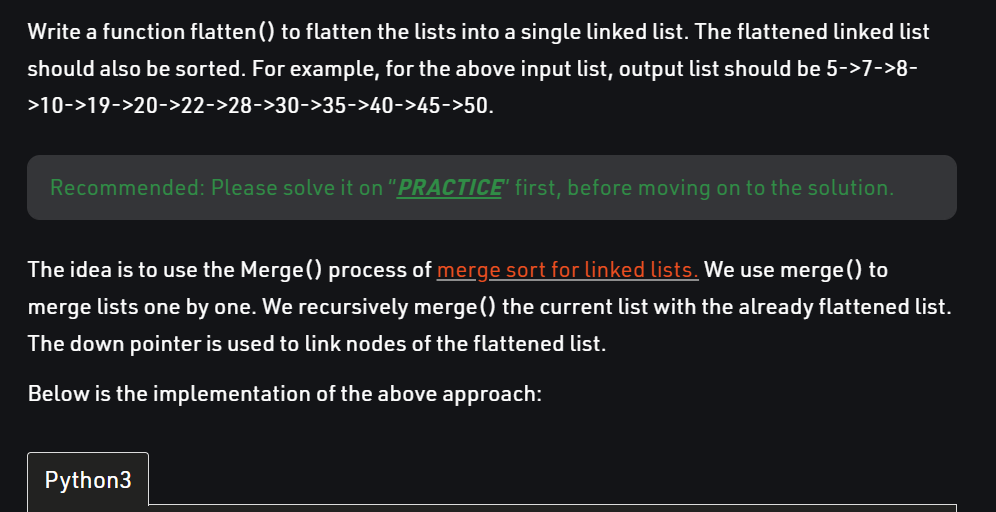 Write a function flatten() to flatten the lists into a single linked list. The flattened linked list
should also be sorted. For example, for the above input list, output list should be 5->7->8-
>10->19->20->22->28->30->35->40->45->50.
Recommended: Please solve it on "PRACTICE" first, before moving on to the solution.
The idea is to use the Merge() process of merge sort for linked lists. We use merge() to
merge lists one by one. We recursively merge() the current list with the already flattened list.
The down pointer is used to link nodes of the flattened list.
Below is the implementation of the above approach:
Python3